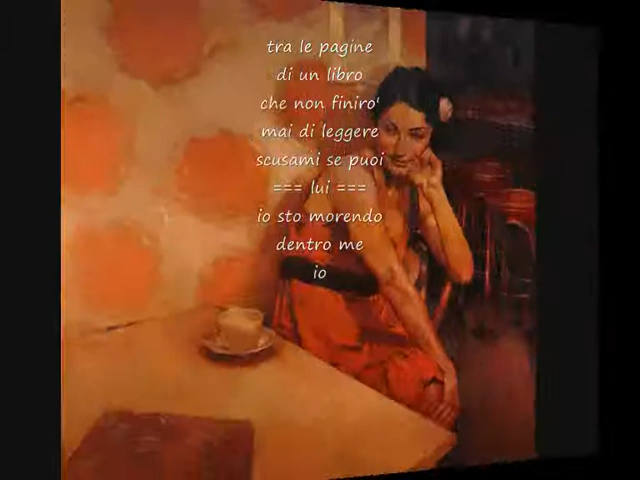 tra le pagine
di un libro
che non finiro'
mai di leggere
scusami se puoi
=== lui ===
io sto morendo
dentro me
io